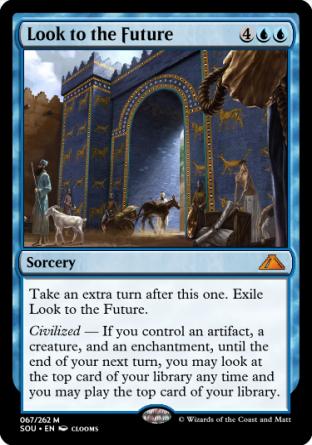 Look to the Future 4
Sorcery
Take an extra turn after this one. Exile
Look to the Future.
Civilized — If you control an artifact, a
creature, and an enchantment, until the
end of your next turn, you may look at
the top card of your library any time and
you may play the top card of your library.
067/262 M
SOU • EN CLOOMS
© Wizards of the Coast and Matt